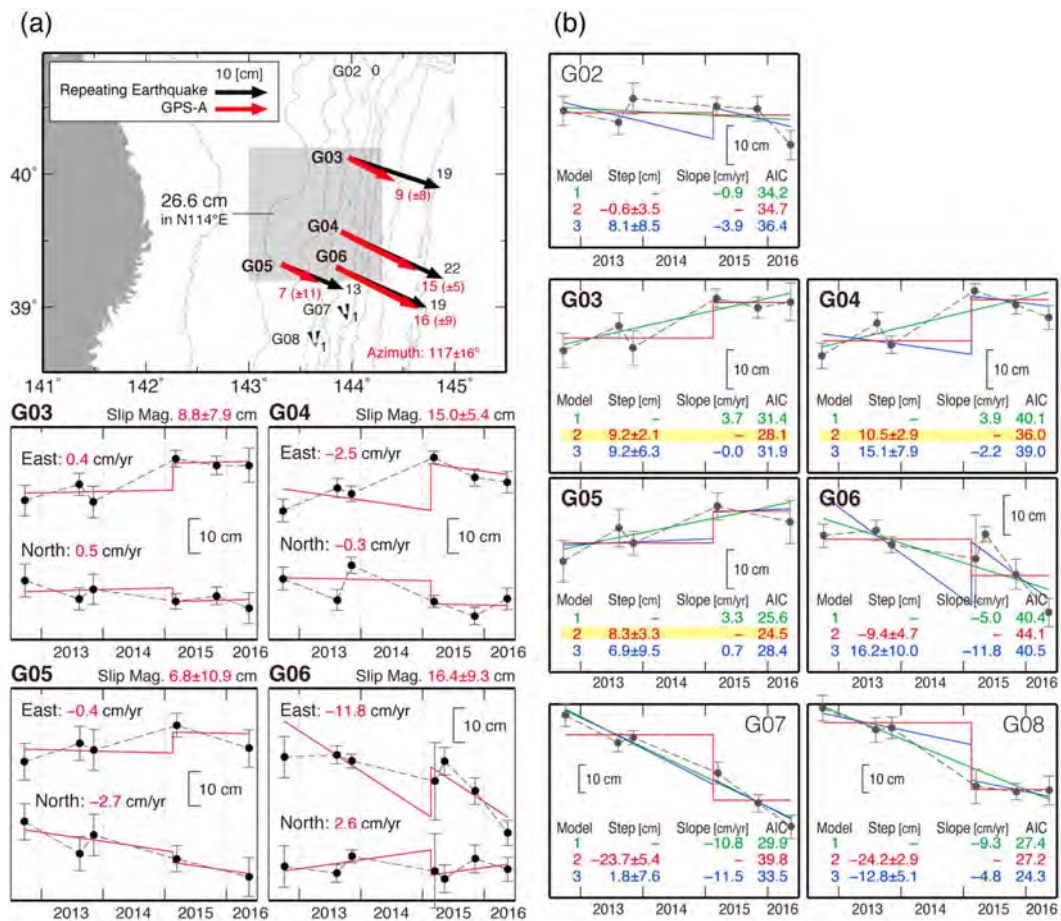 (a)
10 [cm]
Repeating Earthquake
GPS-A
G02 0
40°
39°
26.6 cm
in N114°E
G03
19
9 (±8)
G04
22
15 (±5)
G05
13
7 (±11)
G06
19
16 (±9)
G07
1
G08
1
Azimuth: 117±16°
141° 142° 143° 144° 145°
G03 Slip Mag. 8.8±7.9 cm
East: 0.4 cm/yr
10 cm
North: 0.5 cm/yr
2013 2014 2015 2016
G04 Slip Mag. 15.0±5.4 cm
East: −2.5 cm/yr
10 cm
North: −0.3 cm/yr
2013 2014 2015 2016
G05 Slip Mag. 6.8±10.9 cm
East: −0.4 cm/yr
10 cm
North: −2.7 cm/yr
2013 2014 2015 2016
G06 Slip Mag. 16.4±9.3 cm
East: −11.8 cm/yr
10 cm
North: 2.6 cm/yr
2013 2014 2015 2016
(b)
G02
10 cm
Model Step [cm] Slope [cm/yr] AIC
1 – −0.9 34.2
2 −0.6±3.5 – 34.7
3 8.1±8.5 −3.9 36.4
2013 2014 2015 2016
G03
10 cm
Model Step [cm] Slope [cm/yr] AIC
1 – 3.7 31.4
2 9.2±2.1 – 28.1
3 9.2±6.3 −0.0 31.9
G04
10 cm
Model Step [cm] Slope [cm/yr] AIC
1 – 3.9 40.1
2 10.5±2.9 – 36.0
3 15.1±7.9 −2.2 39.0
G05
10 cm
Model Step [cm] Slope [cm/yr] AIC
1 – 3.3 25.6
2 8.3±3.3 – 24.5
3 6.9±9.5 0.7 28.4
2013 2014 2015 2016
G06
10 cm
Model Step [cm] Slope [cm/yr] AIC
1 – −5.0 40.4
2 −9.4±4.7 – 44.1
3 16.2±10.0 −11.8 40.5
2013 2014 2015 2016
G07
10 cm
Model Step [cm] Slope [cm/yr] AIC
1 – −10.8 29.9
2 −23.7±5.4 – 39.8
3 1.8±7.6 −11.5 33.5
2013 2014 2015 2016
G08
10 cm
Model Step [cm] Slope [cm/yr] AIC
1 – −9.3 27.4
2 −24.2±2.9 – 27.2
3 −12.8±5.1 −4.8 24.3
2013 2014 2015 2016